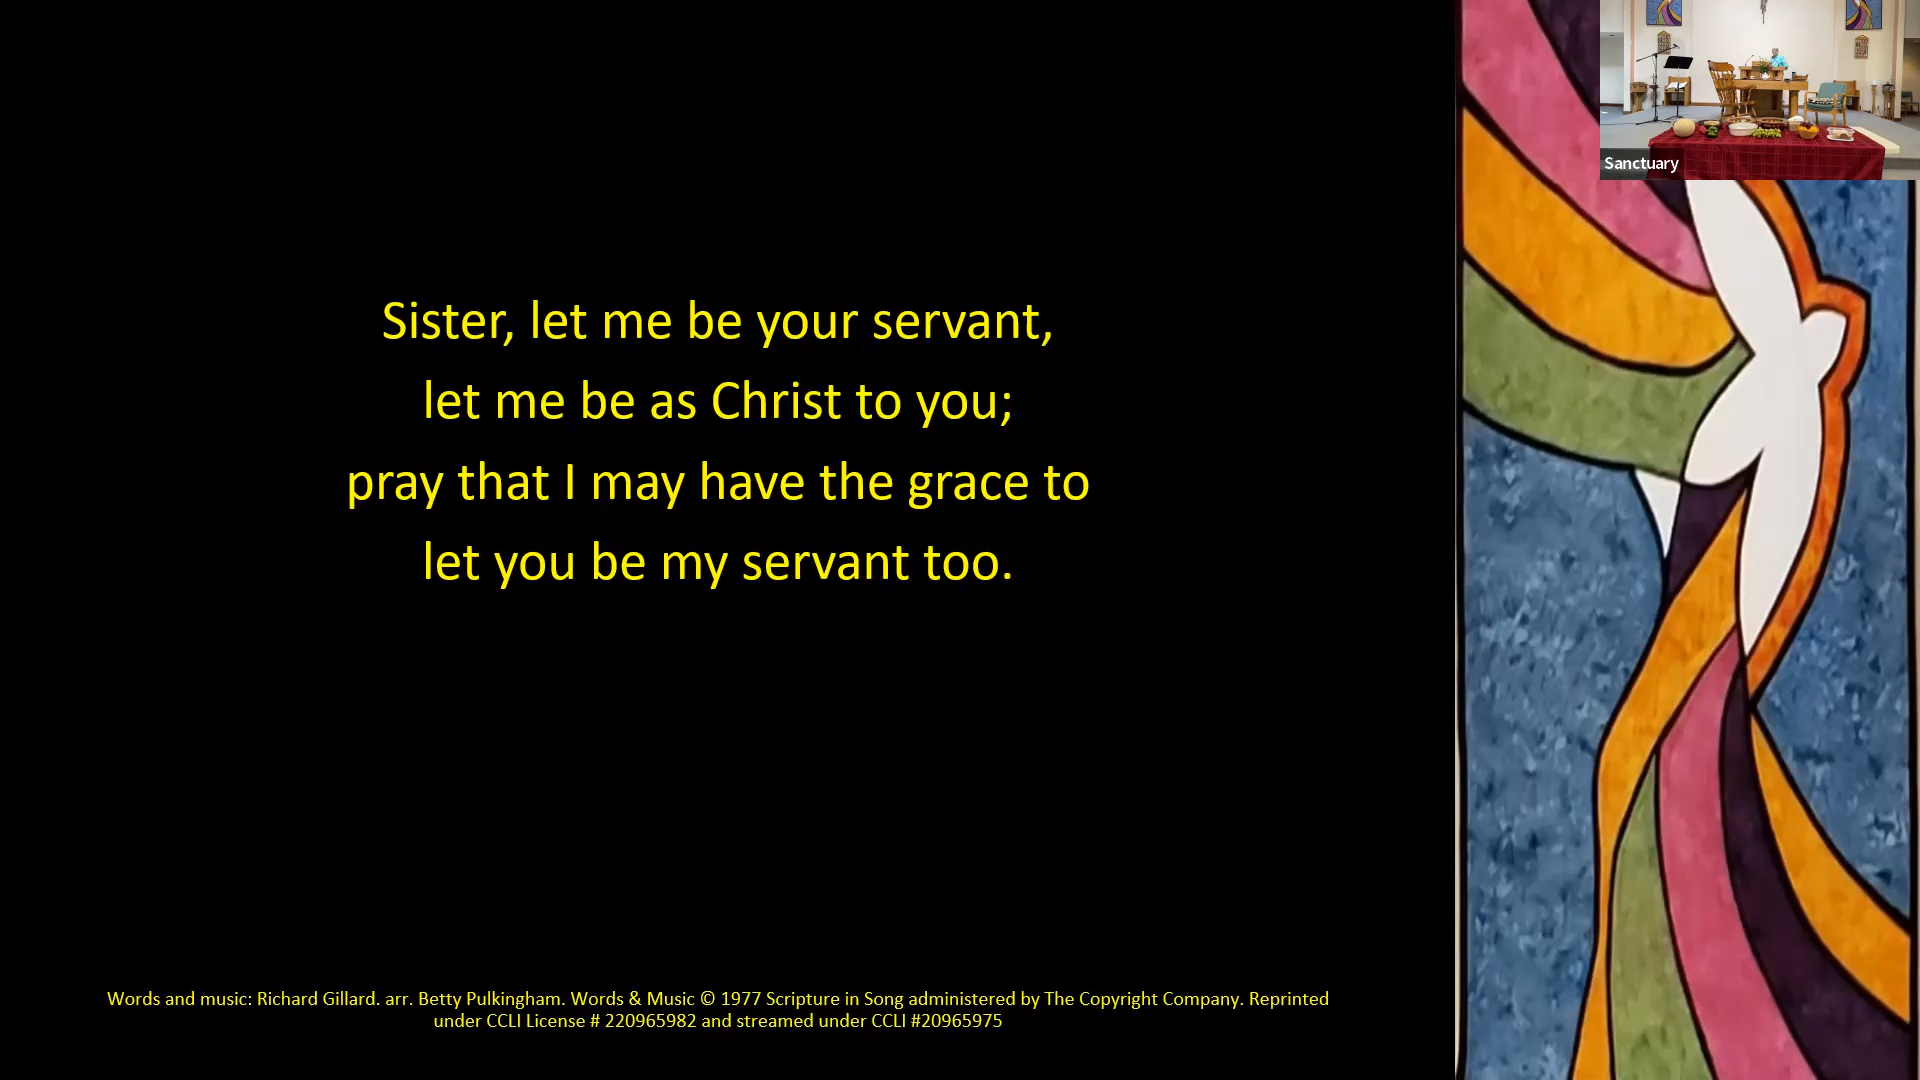 Sister, let me be your servant,
let me be as Christ to you;
pray that I may have the grace to
let you be my servant too.
Words and music: Richard Gillard. arr. Betty Pulkingham. Words & Music © 1977 Scripture in Song administered by The Copyright Company. Reprinted
under CCLI License # 220965982 and streamed under CCLI #20965975
Sanctuary